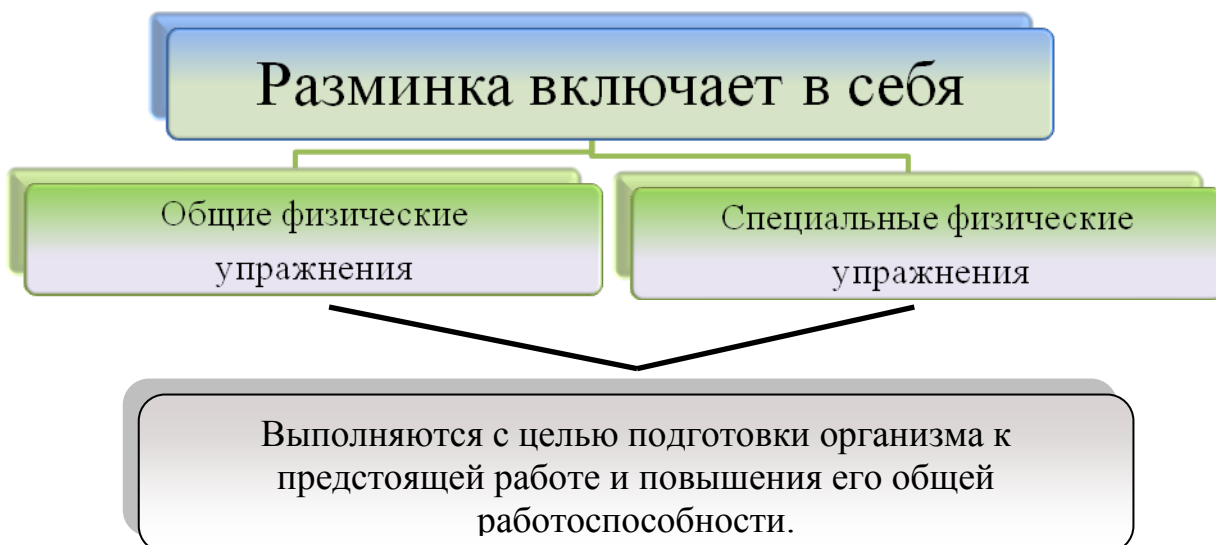 Разминка включает в себя
Общие физические
упражнения
Специальные физические
упражнения
Выполняются с целью подготовки организма к
предстоящей работе и повышения его общей
работоспособности.